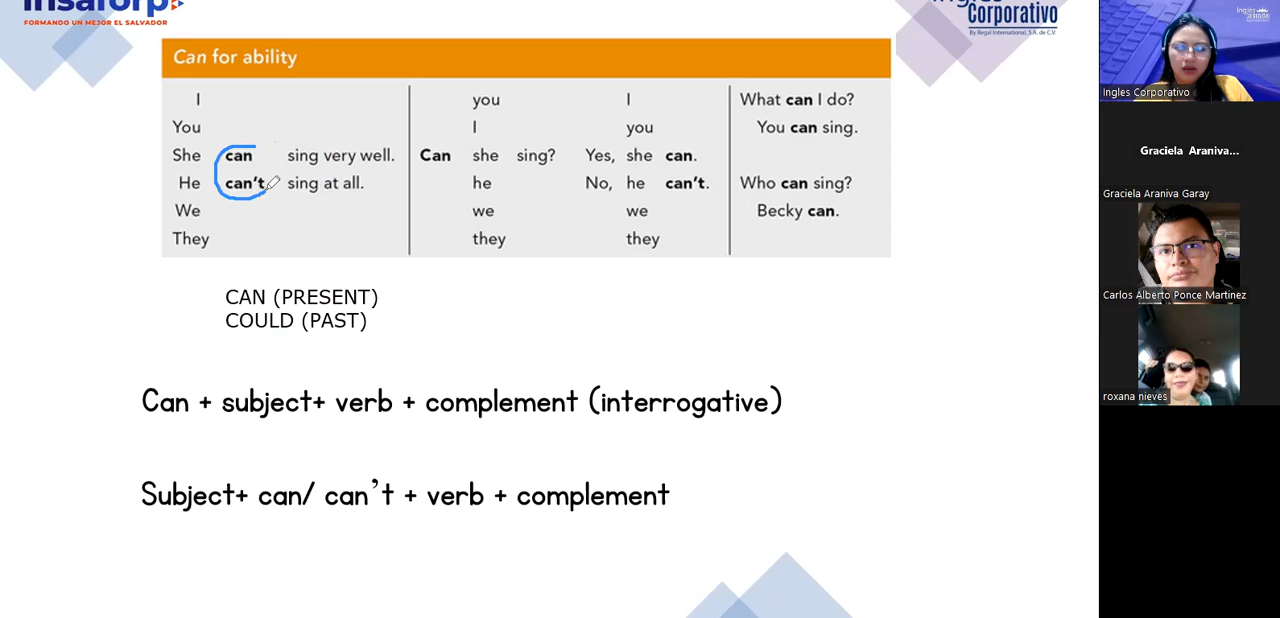 insaforp
FORMANDO UN MEJOR EL SALVADOR
Ingles
Corporativo
By Regal International, S.A. de C.V.
Can for ability
I
You
She can sing very well.
He can't sing at all.
We
They
you
I
Can she sing?
he
we
they
I
you
Yes, she can.
No, he can't.
we
they
What can I do?
You can sing.
Who can sing?
Becky can.
CAN (PRESENT)
COULD (PAST)
Can + subject+ verb + complement (interrogative)
Subject+ can/ can't + verb + complement
Ingles Corporativo
Graciela Araniva...
Graciela Araniva Garay
Carlos Alberto Ponce Martinez
roxana nieves